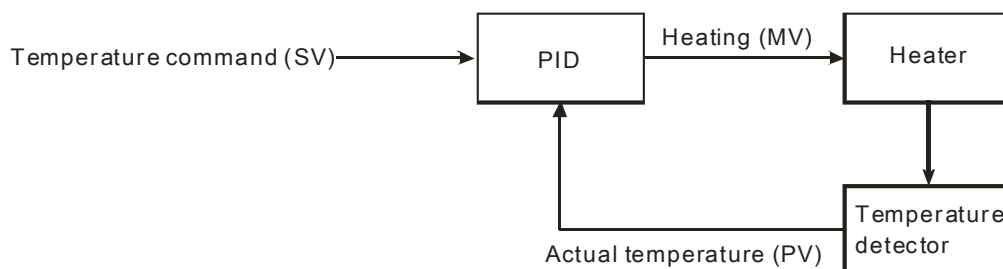 Temperature command (SV)
PID
Heating (MV)
Heater
Temperature
detector
Actual temperature (PV)